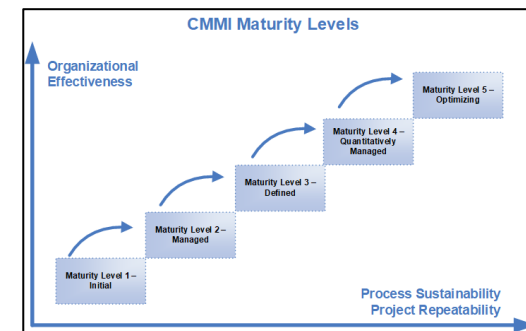 CMMI Maturity Levels
Organizational
Effectiveness
Maturity Level 5 –
Optimizing
Maturity Level 4 –
Quantitatively
Managed
Maturity Level 3 –
Defined
Maturity Level 2 –
Managed
Maturity Level 1 –
Initial
Process Sustainability
Project Repeatability